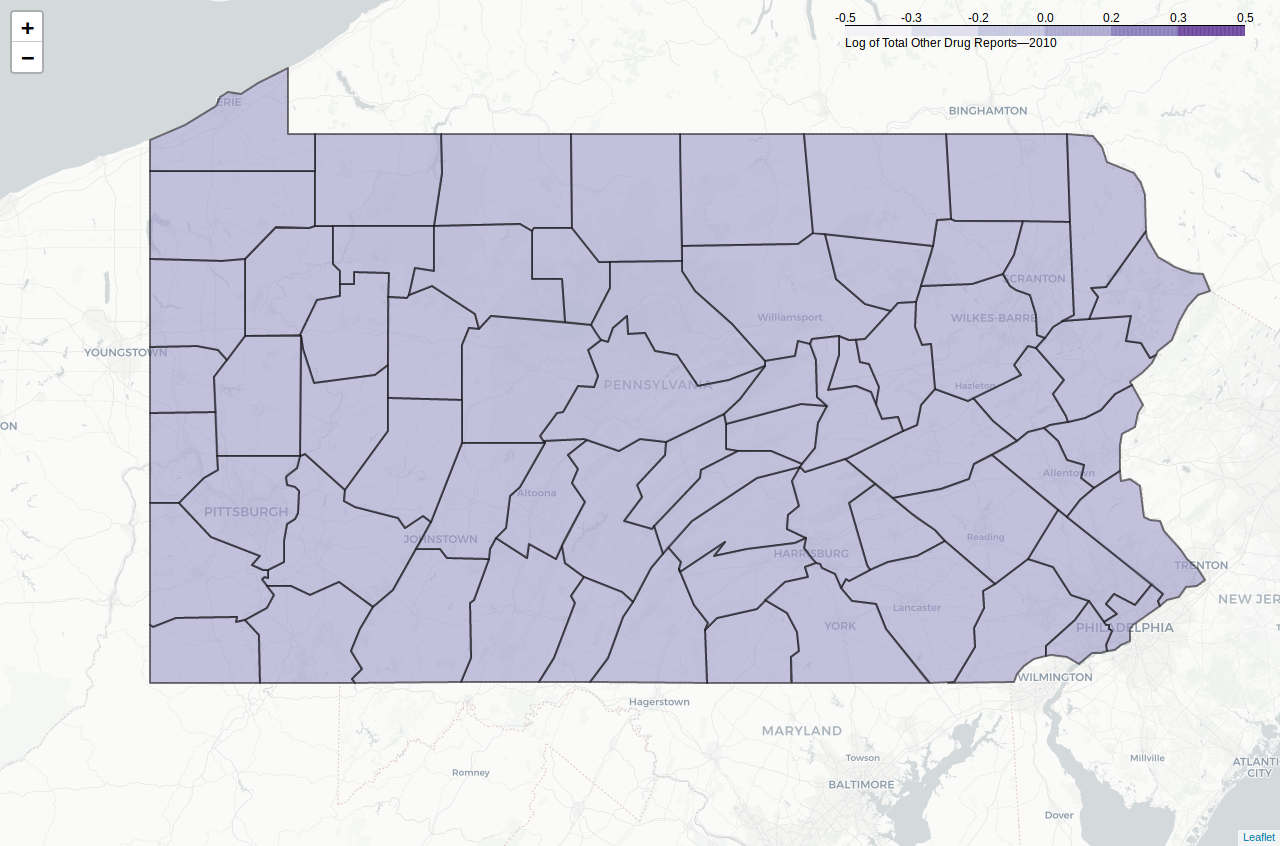 +
−
-0.5 -0.3 -0.2 0.0 0.2 0.3 0.5
Log of Total Other Drug Reports—2010
ERIE
BINGHAMTON
SCRANTON
Williamsport
WILKES-BARRE
YOUNGSTOWN
PENNSYLVANIA
Hazleton
ON
Allentown
Altoona
PITTSBURGH
JOHNSTOWN
Reading
HARRISBURG
TRENTON
NEW JER
Lancaster
YORK
PHILADELPHIA
T
WILMINGTON
Hagerstown
MARYLAND
Towson
Millville
ATLANTI
CITY
Romney
BALTIMORE
Dover
Leaflet